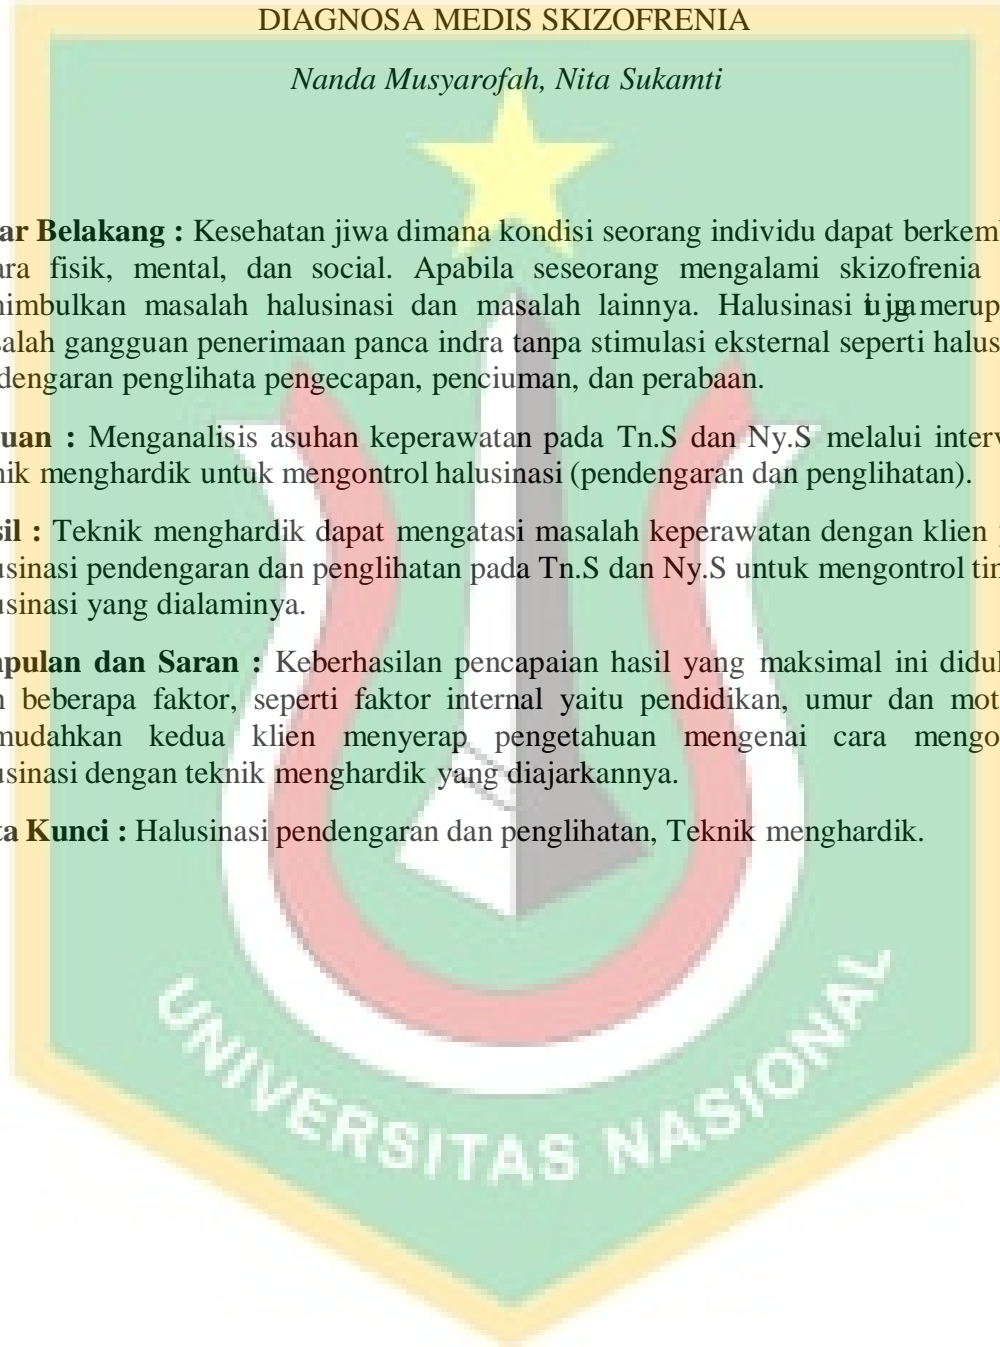 DIAGNOSA MEDIS SKIZOFRENIA
Nanda Musyarofah, Nita Sukamti
ar Belakang : Kesehatan jiwa dimana kondisi seorang individu dapat berkem
ara fisik, mental, dan social. Apabila seseorang mengalami skizofrenia
nimbulkan masalah halusinasi dan masalah lainnya. Halusinasi merup
salah gangguan penerimaan panca indra tanpa stimulasi eksternal seperti halus
dengaran penglihata pengecapan, penciuman, dan perabaan.
uan : Menganalisis asuhan keperawatan pada Tn.S dan Ny.S melalui interv
nik menghardik untuk mengontrol halusinasi (pendengaran dan penglihatan).
sil : Teknik menghardik dapat mengatasi masalah keperawatan dengan klien
usinasi pendengaran dan penglihatan pada Tn.S dan Ny.S untuk mengontrol tin
usinasi yang dialaminya.
pulan dan Saran : Keberhasilan pencapaian hasil yang maksimal ini diduk
n beberapa faktor, seperti faktor internal yaitu pendidikan, umur dan mot
mudahkan kedua klien menyerap pengetahuan mengenai cara mengo
usinasi dengan teknik menghardik yang diajarkannya.
ta Kunci : Halusinasi pendengaran dan penglihatan, Teknik menghardik.
UNIVERSITAS NASIONAL